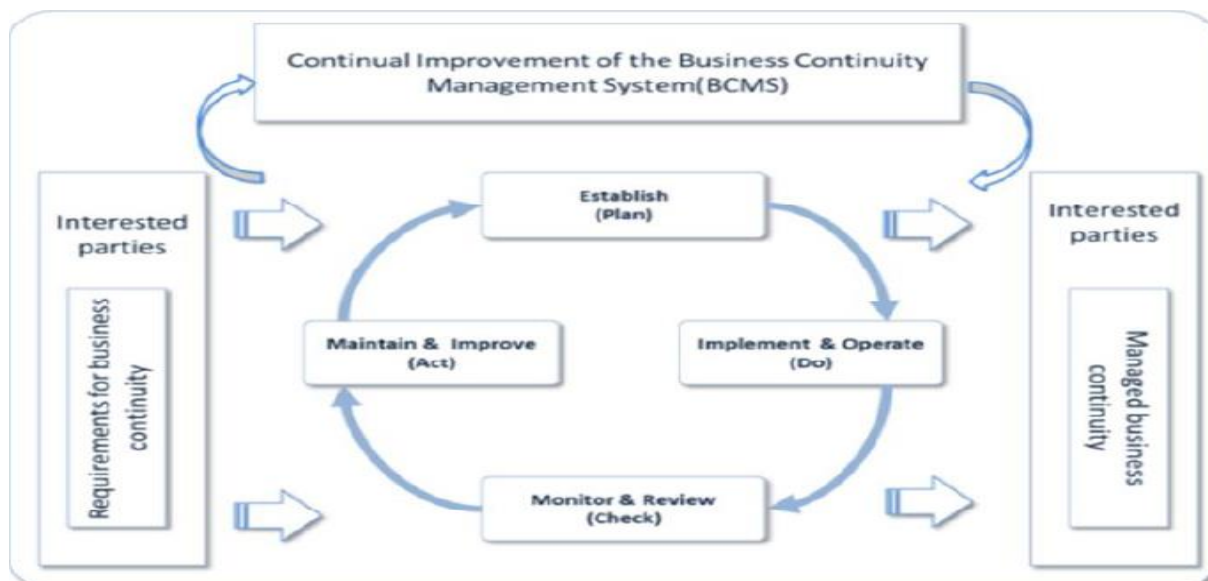 Continual Improvement of the Business Continuity
Management System(BCMS)
Interested
parties
Requirements for business
continuity
Establish
(Plan)
Maintain & Improve
(Act)
Implement & Operate
(Do)
Monitor & Review
(Check)
Interested
parties
Managed business
continuity